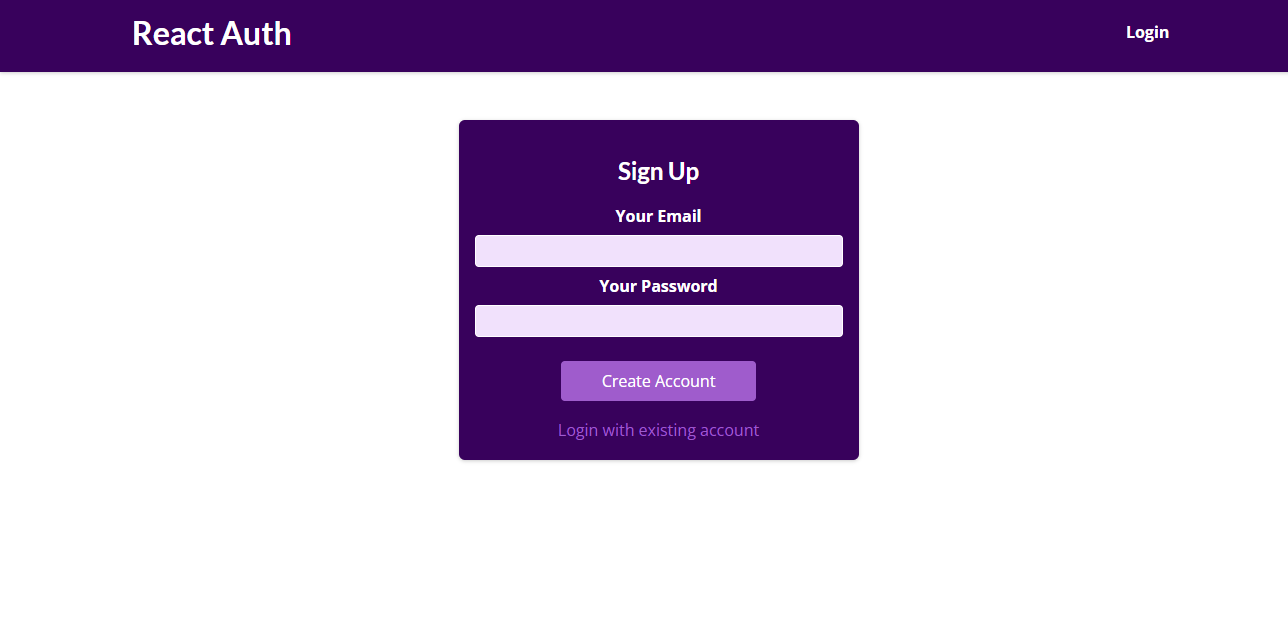 React Auth
Login
Sign Up
Your Email
Your Password
Create Account
Login with existing account